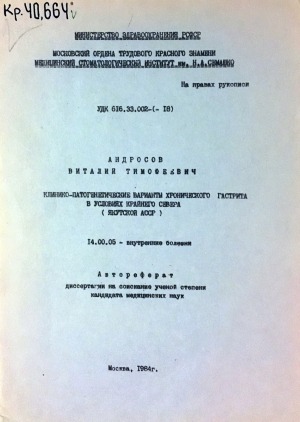 Кр-40,664
МИНИСТЕРСТВО ЗДРАВООХРАНЕНИЯ РСФСР
МОСКОВСКИЙ ОРДЕНА ТРУДОВОГО КРАСНОГО ЗНАМЕНИ
МЕДИЦИНСКИЙ СТОМАТОЛОГИЧЕСКИЙ ИНСТИТУТ им. Н.А.СЕМАШКО
На правах рукописи
УДК 616.33.002-(- 18)
АНДРОСОВ
ВИТАЛИЙ ТИМОФЕЕВИЧ
КЛИНИКО-ПАТОГЕНЕТИЧЕСКИЕ ВАРИАНТЫ ХРОНИЧЕСКОГО ГАСТРИТА
В УСЛОВИЯХ КРАЙНЕГО СЕВЕРА
( ЯКУТСКОЙ АССР )
14.00.05 - внутренние болезни
Автореферат
диссертации на соискание ученой степени
кандидата медицинских наук
Москва, 1984г.